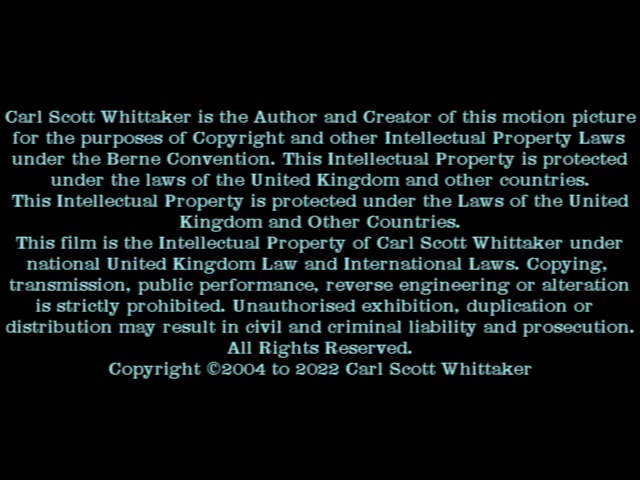 Carl Scott Whittaker is the Author and Creator of this motion picture
for the purposes of Copyright and other Intellectual Property Laws
under the Berne Convention. This Intellectual Property is protected
under the laws of the United Kingdom and other countries.
This Intellectual Property is protected under the Laws of the United
Kingdom and Other Countries.
This film is the Intellectual Property of Carl Scott Whittaker under
national United Kingdom Law and International Laws. Copying,
transmission, public performance, reverse engineering or alteration
is strictly prohibited. Unauthorised exhibition, duplication or
distribution may result in civil and criminal liability and prosecution.
All Rights Reserved.
Copyright ©2004 to 2022 Carl Scott Whittaker